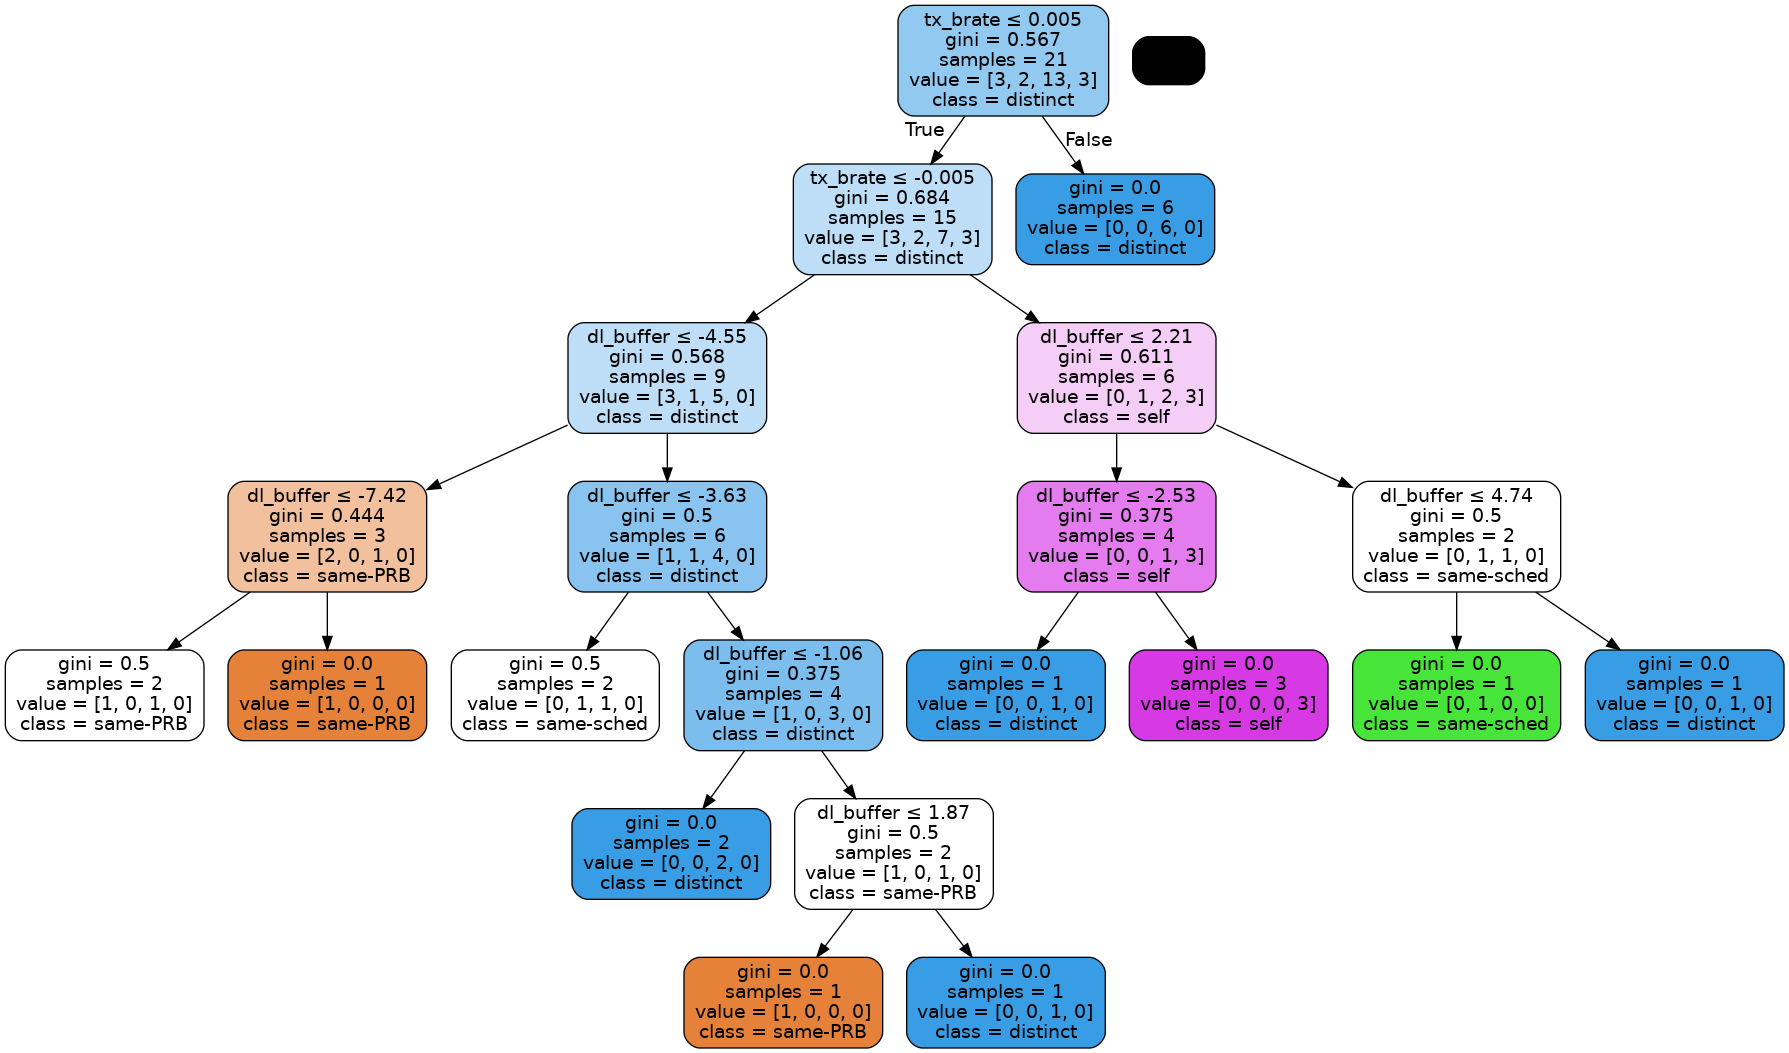 tx_brate ≤ 0.005
gini = 0.567
samples = 21
value = [3, 2, 13, 3]
class = distinct
True
False
tx_brate ≤ -0.005
gini = 0.684
samples = 15
value = [3, 2, 7, 3]
class = distinct
gini = 0.0
samples = 6
value = [0, 0, 6, 0]
class = distinct
dl_buffer ≤ -4.55
gini = 0.568
samples = 9
value = [3, 1, 5, 0]
class = distinct
dl_buffer ≤ 2.21
gini = 0.611
samples = 6
value = [0, 1, 2, 3]
class = self
dl_buffer ≤ -7.42
gini = 0.444
samples = 3
value = [2, 0, 1, 0]
class = same-PRB
dl_buffer ≤ -3.63
gini = 0.5
samples = 6
value = [1, 1, 4, 0]
class = distinct
dl_buffer ≤ -2.53
gini = 0.375
samples = 4
value = [0, 0, 1, 3]
class = self
dl_buffer ≤ 4.74
gini = 0.5
samples = 2
value = [0, 1, 1, 0]
class = same-sched
gini = 0.5
samples = 2
value = [1, 0, 1, 0]
class = same-PRB
gini = 0.0
samples = 1
value = [1, 0, 0, 0]
class = same-PRB
gini = 0.5
samples = 2
value = [0, 1, 1, 0]
class = same-sched
dl_buffer ≤ -1.06
gini = 0.375
samples = 4
value = [1, 0, 3, 0]
class = distinct
gini = 0.0
samples = 1
value = [0, 0, 1, 0]
class = distinct
gini = 0.0
samples = 3
value = [0, 0, 0, 3]
class = self
gini = 0.0
samples = 1
value = [0, 1, 0, 0]
class = same-sched
gini = 0.0
samples = 1
value = [0, 0, 1, 0]
class = distinct
gini = 0.0
samples = 2
value = [0, 0, 2, 0]
class = distinct
dl_buffer ≤ 1.87
gini = 0.5
samples = 2
value = [1, 0, 1, 0]
class = same-PRB
gini = 0.0
samples = 1
value = [1, 0, 0, 0]
class = same-PRB
gini = 0.0
samples = 1
value = [0, 0, 1, 0]
class = distinct